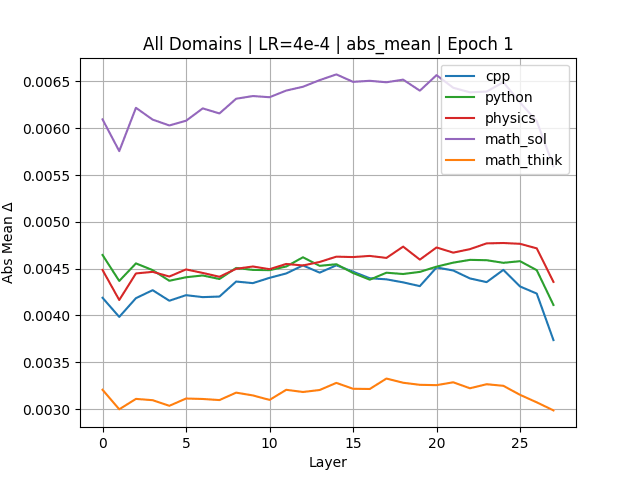 All Domains | LR=4e-4 | abs_mean | Epoch 1
Abs Mean Δ
0.0065
0.0060
0.0055
0.0050
0.0045
0.0040
0.0035
0.0030
cpp
python
physics
math_sol
math_think
0 5 10 15 20 25
Layer